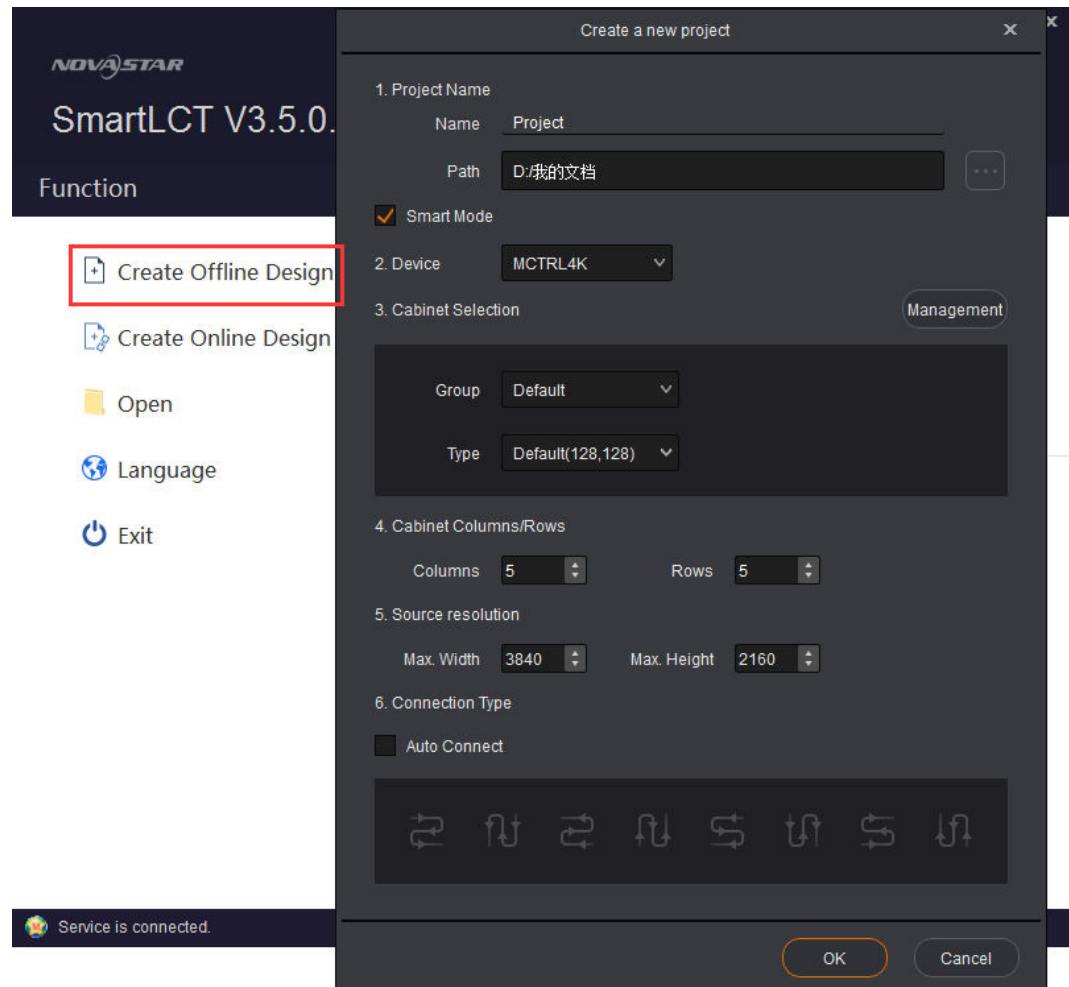 Create a new project
NOVASTAR
SmartLCT V3.5.0.
Function
Create Offline Design
Create Online Design
Open
Language
Exit
Service is connected.
1. Project Name
Name Project
Path D:/我的文档 ...
Smart Mode
2. Device MCTRL4K
3. Cabinet Selection Management
Group Default
Type Default(128,128)
4. Cabinet Columns/Rows
Columns 5 Rows 5
5. Source resolution
Max. Width 3840 Max. Height 2160
6. Connection Type
Auto Connect
OK Cancel